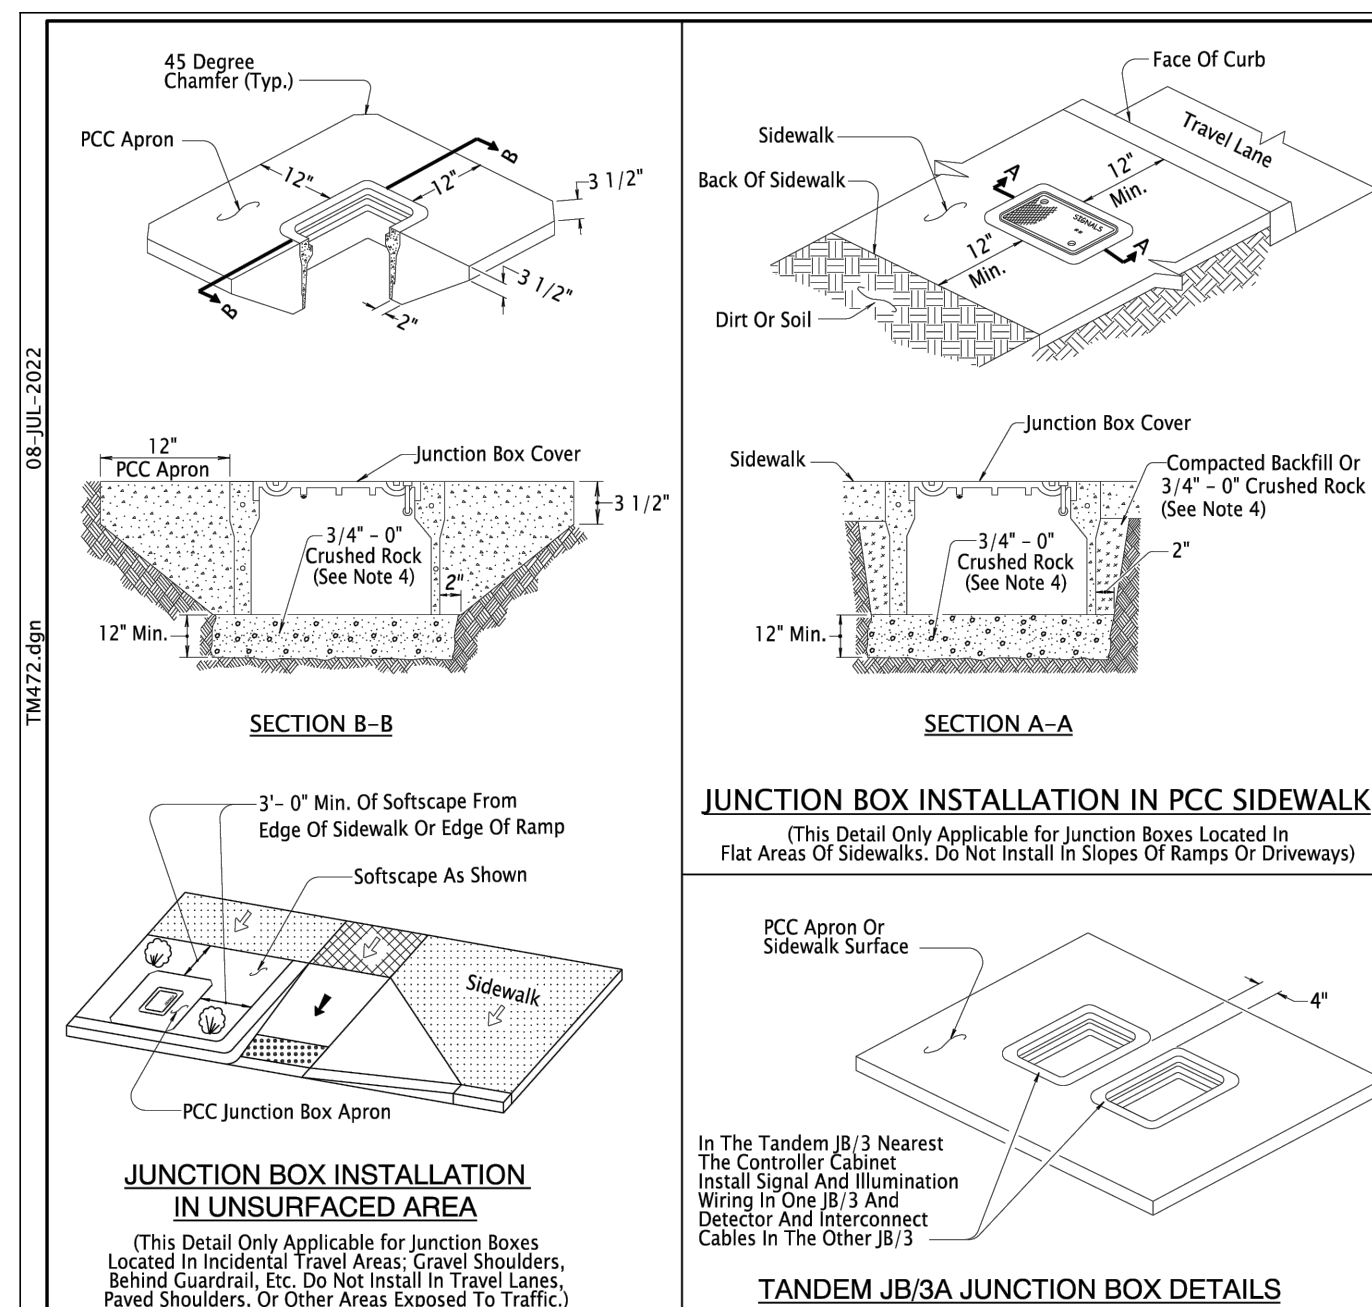 08-JUL-2022
TM472.dgn
45 Degree
Chamfer (Typ.)
PCC Apron
12"
12"
B
3 1/2"
3 1/2"
2"
B
12"
PCC Apron
Junction Box Cover
3 1/2"
3/4" - 0"
Crushed Rock
(See Note 4)
2"
12" Min.
SECTION B-B
3'- 0" Min. Of Softscape From
Edge Of Sidewalk Or Edge Of Ramp
Softscape As Shown
Sidewalk
PCC Junction Box Apron
JUNCTION BOX INSTALLATION
IN UNSURFACED AREA
(This Detail Only Applicable for Junction Boxes
Located In Incidental Travel Areas; Gravel Shoulders,
Behind Guardrail, Etc. Do Not Install In Travel Lanes,
Paved Shoulders, Or Other Areas Exposed To Traffic.)
Face Of Curb
Travel Lane
Sidewalk
Back Of Sidewalk
12"
Min.
A
SIGNALS
A
12"
Min.
Dirt Or Soil
Junction Box Cover
Sidewalk
Compacted Backfill Or
3/4" - 0" Crushed Rock
(See Note 4)
3/4" - 0"
Crushed Rock
(See Note 4)
2"
12" Min.
SECTION A-A
JUNCTION BOX INSTALLATION IN PCC SIDEWALK
(This Detail Only Applicable for Junction Boxes Located In
Flat Areas Of Sidewalks. Do Not Install In Slopes Of Ramps Or Driveways)
PCC Apron Or
Sidewalk Surface
4"
In The Tandem JB/3 Nearest
The Controller Cabinet
Install Signal And Illumination
Wiring In One JB/3 And
Detector And Interconnect
Cables In The Other JB/3
TANDEM JB/3A JUNCTION BOX DETAILS